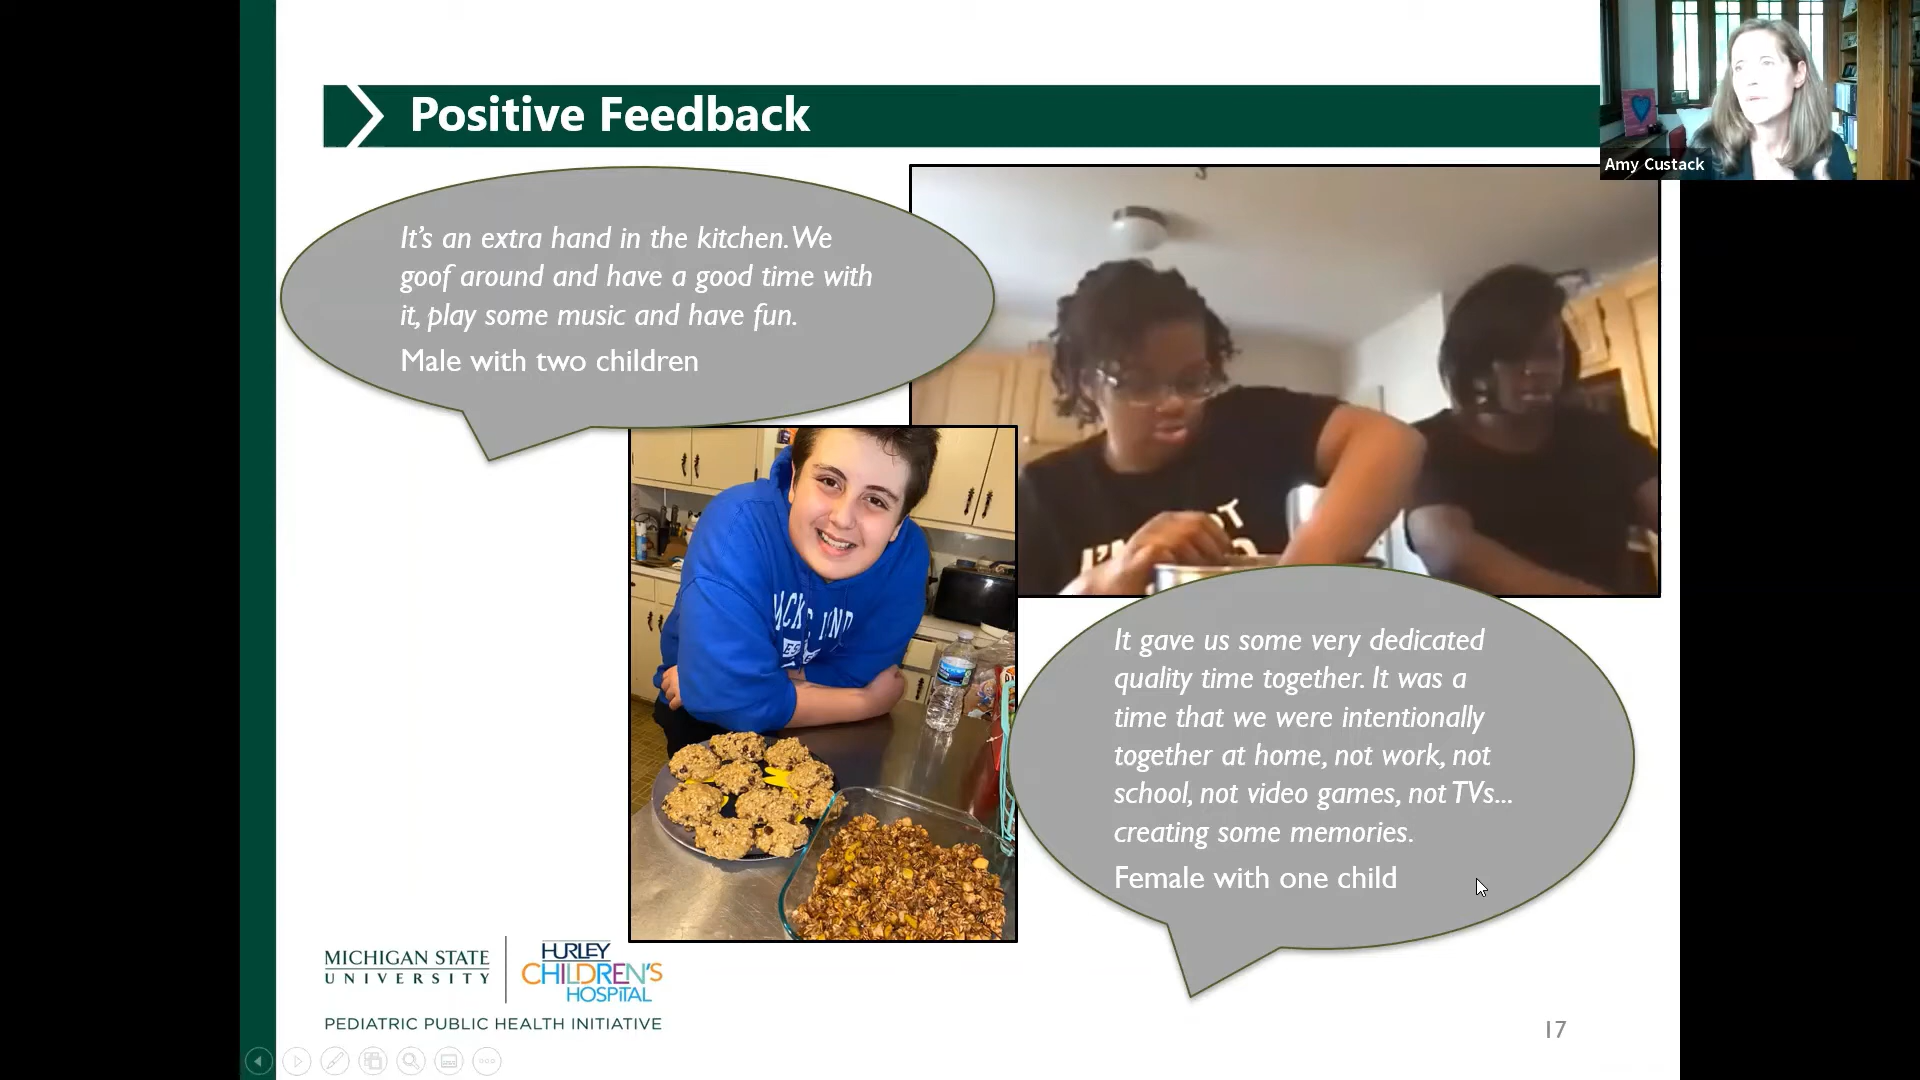 Positive Feedback
Amy Custack
It's an extra hand in the kitchen. We
goof around and have a good time with
it, play some music and have fun.
Male with two children
It gave us some very dedicated
quality time together. It was a
time that we were intentionally
together at home, not work, not
school, not video games, not TVs...
creating some memories.
Female with one child
MICHIGAN STATE
UNIVERSITY
HURLEY
CHILDREN'S
HOSPITAL
PEDIATRIC PUBLIC HEALTH INITIATIVE
17